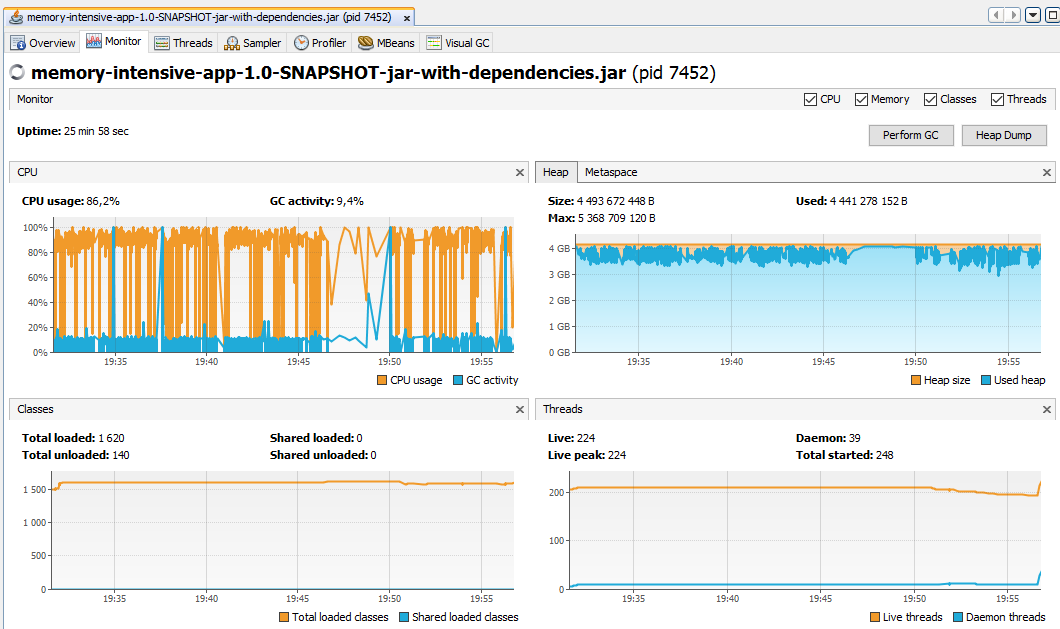 memory-intensive-app-1.0-SNAPSHOT-jar-with-dependencies.jar (pid 7452)
Overview Monitor Threads Sampler Profiler MBeans Visual GC
memory-intensive-app-1.0-SNAPSHOT-jar-with-dependencies.jar (pid 7452)
Monitor CPU Memory Classes Threads
Uptime: 25 min 58 sec
Perform GC Heap Dump
CPU
CPU usage: 86,2% GC activity: 9,4%
100%
80%
60%
40%
20%
0%
19:35 19:40 19:45 19:50 19:55
CPU usage GC activity
Heap Metaspace
Size: 4 493 672 448 B Used: 4 441 278 152 B
Max: 5 368 709 120 B
4 GB
3 GB
2 GB
1 GB
0 GB
19:35 19:40 19:45 19:50 19:55
Heap size Used heap
Classes
Total loaded: 1 620 Shared loaded: 0
Total unloaded: 140 Shared unloaded: 0
1 500
1 000
500
0
19:35 19:40 19:45 19:50 19:55
Total loaded classes Shared loaded classes
Threads
Live: 224 Daemon: 39
Live peak: 224 Total started: 248
200
100
0
19:35 19:40 19:45 19:50 19:55
Live threads Daemon threads